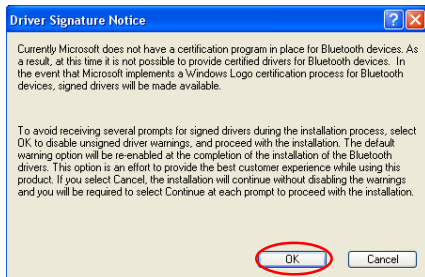 Driver Signature Notice
Currently Microsoft does not have a certification program in place for Bluetooth devices. As
a result, at this time it is not possible to provide certified drivers for Bluetooth devices. In
the event that Microsoft implements a Windows Logo certification process for Bluetooth
devices, signed drivers will be made available.
To avoid receiving several prompts for signed drivers during the installation process, select
OK to disable unsigned driver warnings, and proceed with the installation. The default
warning option will be re-enabled at the completion of the installation of the Bluetooth
drivers. This option is an effort to provide the best customer experience while using this
product. If you select Cancel, the installation will continue without disabling the warnings
and you will be required to select Continue at each prompt to proceed with the installation.
OK Cancel